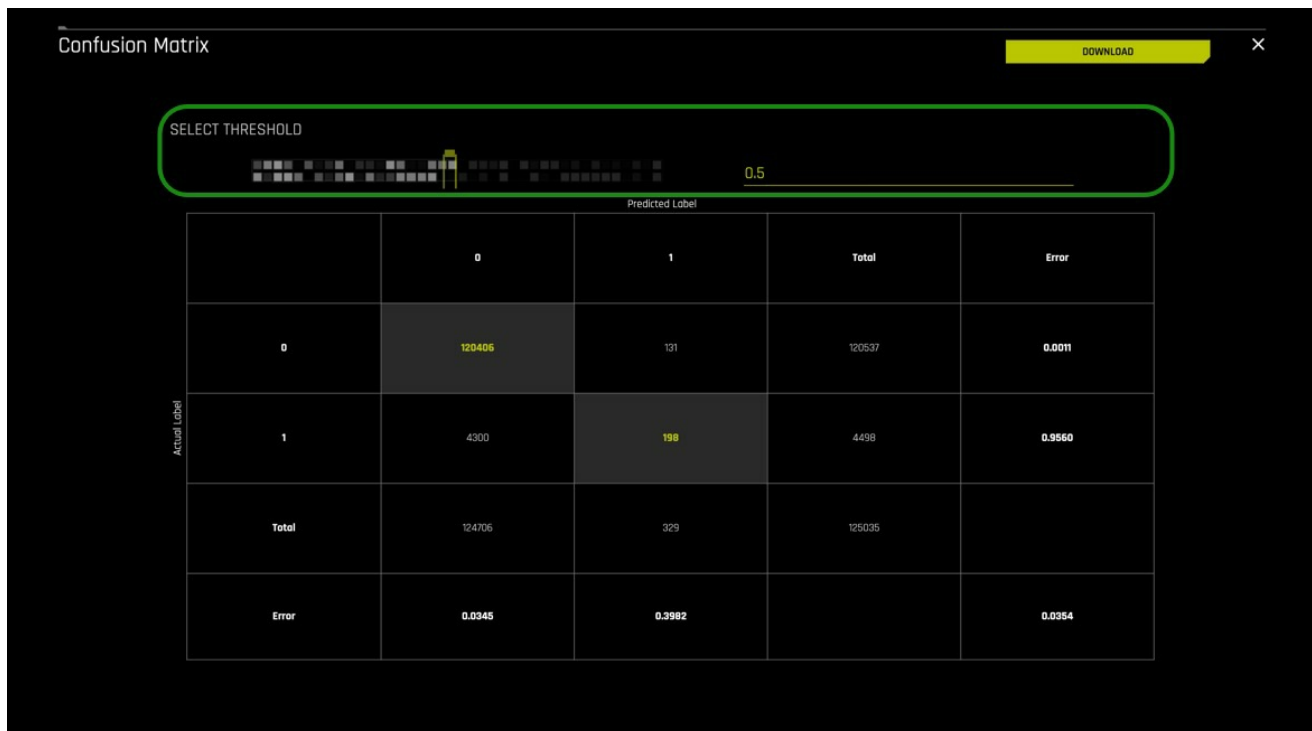 Confusion Matrix
DOWNLOAD
SELECT THRESHOLD
0.5
Predicted Label
0 1 Total Error
0 120406 131 120537 0.0011
Actual Label
1 4300 198 4498 0.9560
Total 124706 329 125035
Error 0.0345 0.3982 0.0354